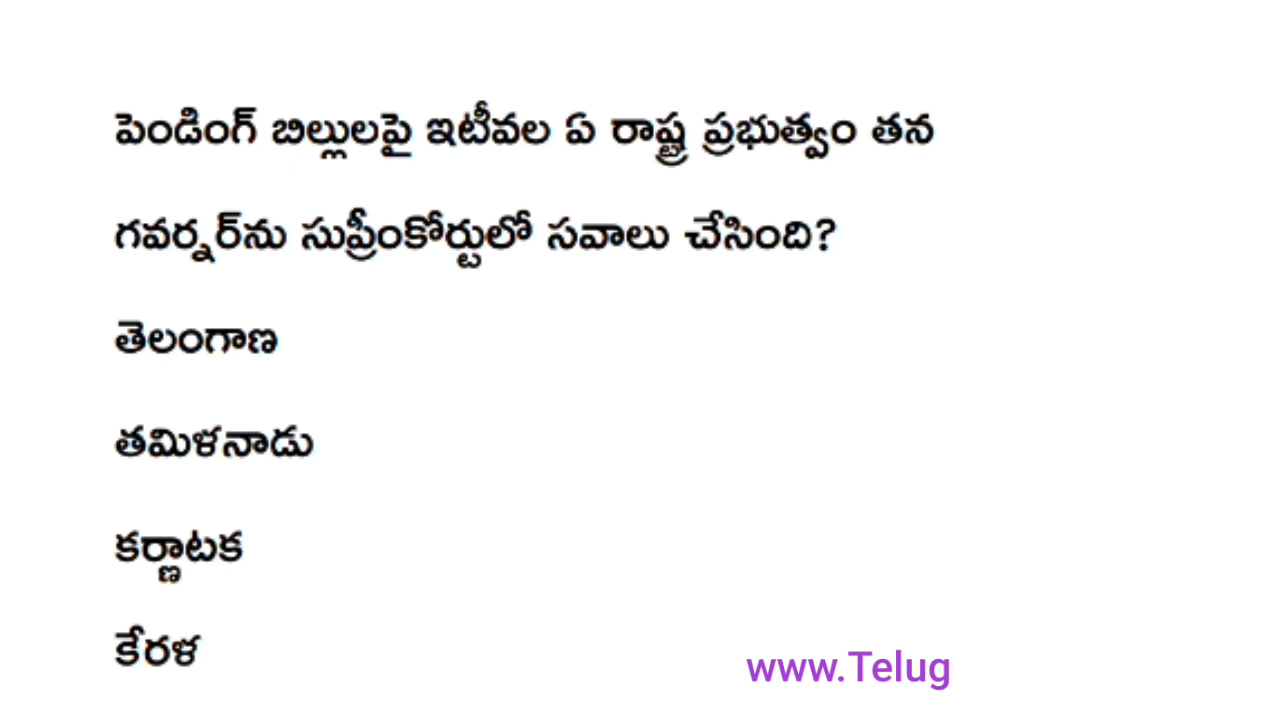 పెండింగ్ బిల్లులపై ఇటీవల ఏ రాష్ట్ర ప్రభుత్వం తన
గవర్నర్‌ను సుప్రీంకోర్టులో సవాలు చేసింది?
తెలంగాణ
తమిళనాడు
కర్ణాటక
కేరళ
www.Telug